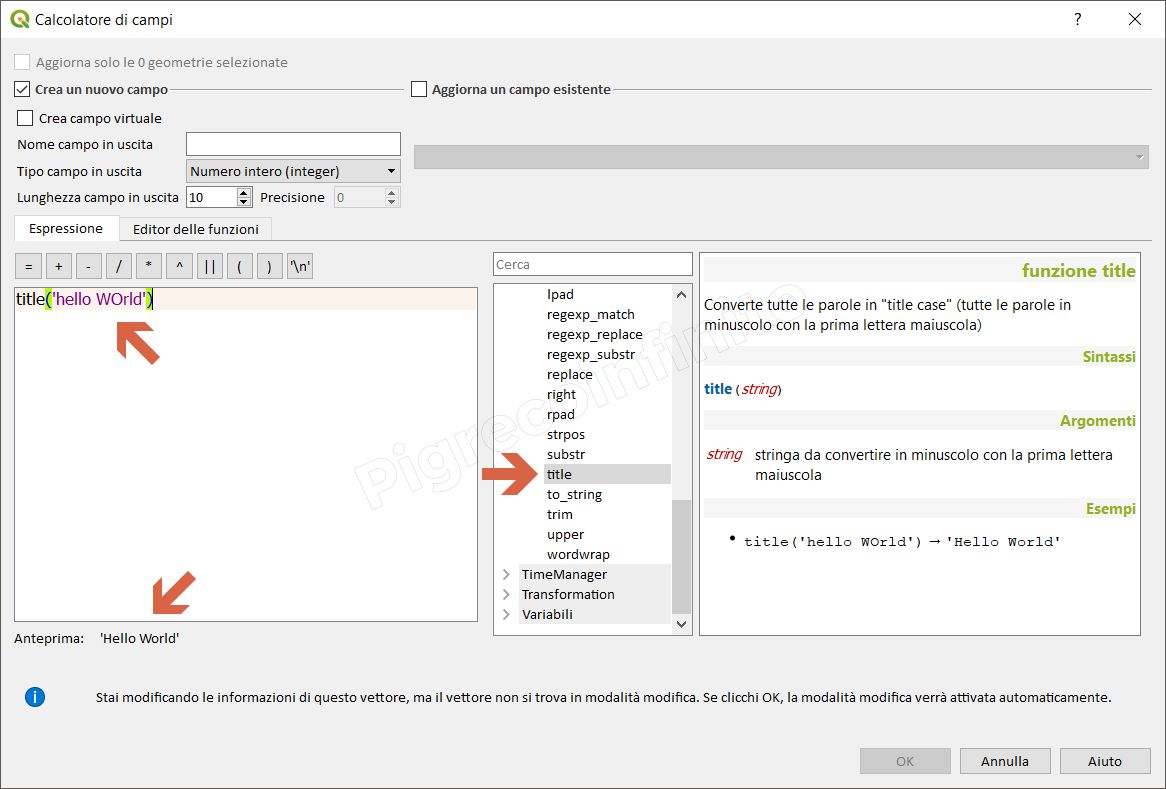 Calcolatore di campi
?
Aggiorna solo le 0 geometrie selezionate
Crea un nuovo campo
Aggiorna un campo esistente
Crea campo virtuale
Nome campo in uscita
Tipo campo in uscita Numero intero (integer)
Lunghezza campo in uscita 10 Precisione 0
Espressione Editor delle funzioni
= + - / * ^ || ( ) '\n'
title('hello WOrld')
Anteprima: 'Hello World'
Cerca
lpad
regexp_match
regexp_replace
regexp_substr
replace
right
rpad
strpos
substr
title
to_string
trim
upper
wordwrap
TimeManager
Transformation
Variabili
funzione title
Converte tutte le parole in "title case" (tutte le parole in
minuscolo con la prima lettera maiuscola)
Sintassi
title (string)
Argomenti
string stringa da convertire in minuscolo con la prima lettera
maiuscola
Esempi
• title('hello WOrld') → 'Hello World'
Pigrecoinfinito
Stai modificando le informazioni di questo vettore, ma il vettore non si trova in modalità modifica. Se clicchi OK, la modalità modifica verrà attivata automaticamente.
OK Annulla Aiuto